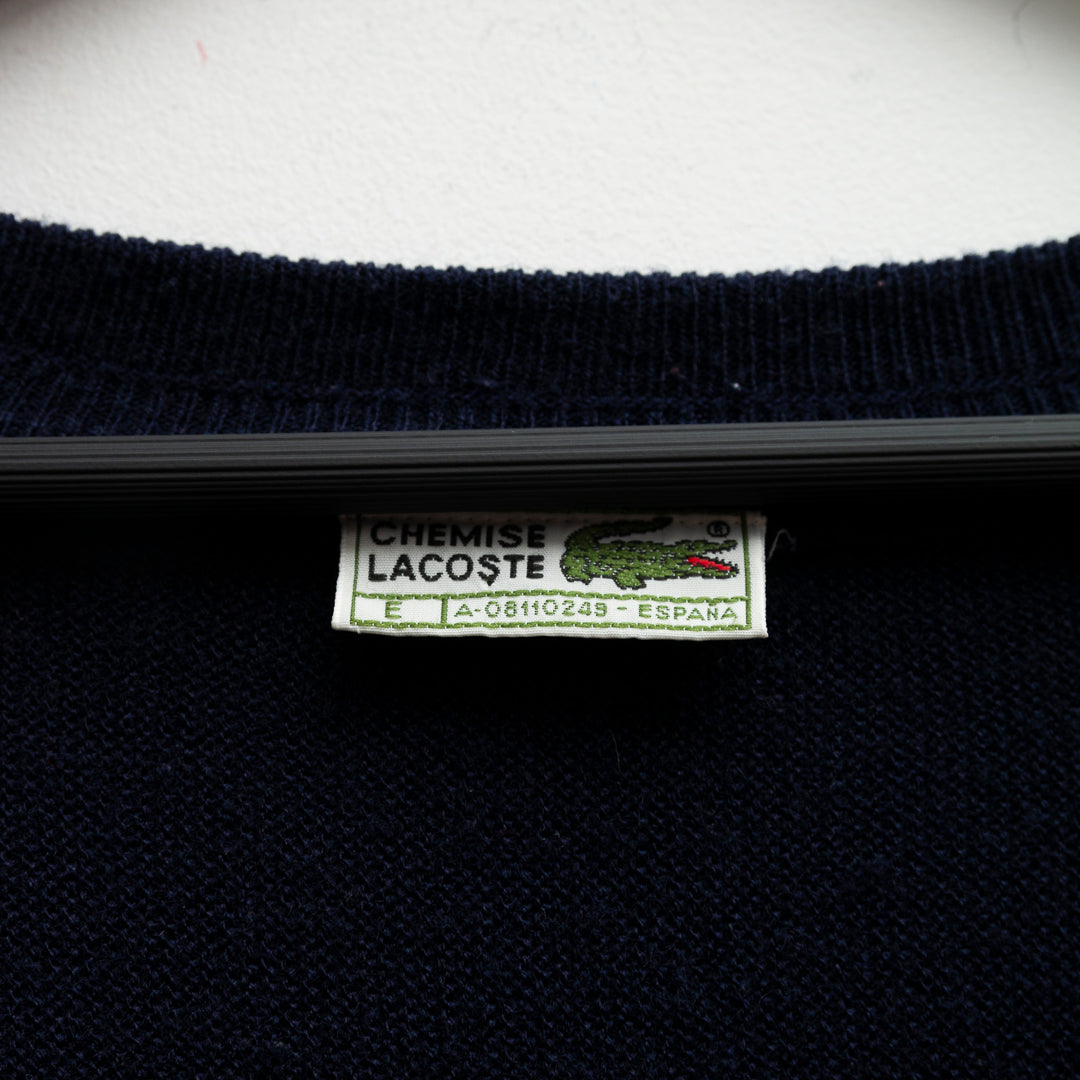 CHEMISE
LACOSTE ®
E A-08110249 - ESPAÑA